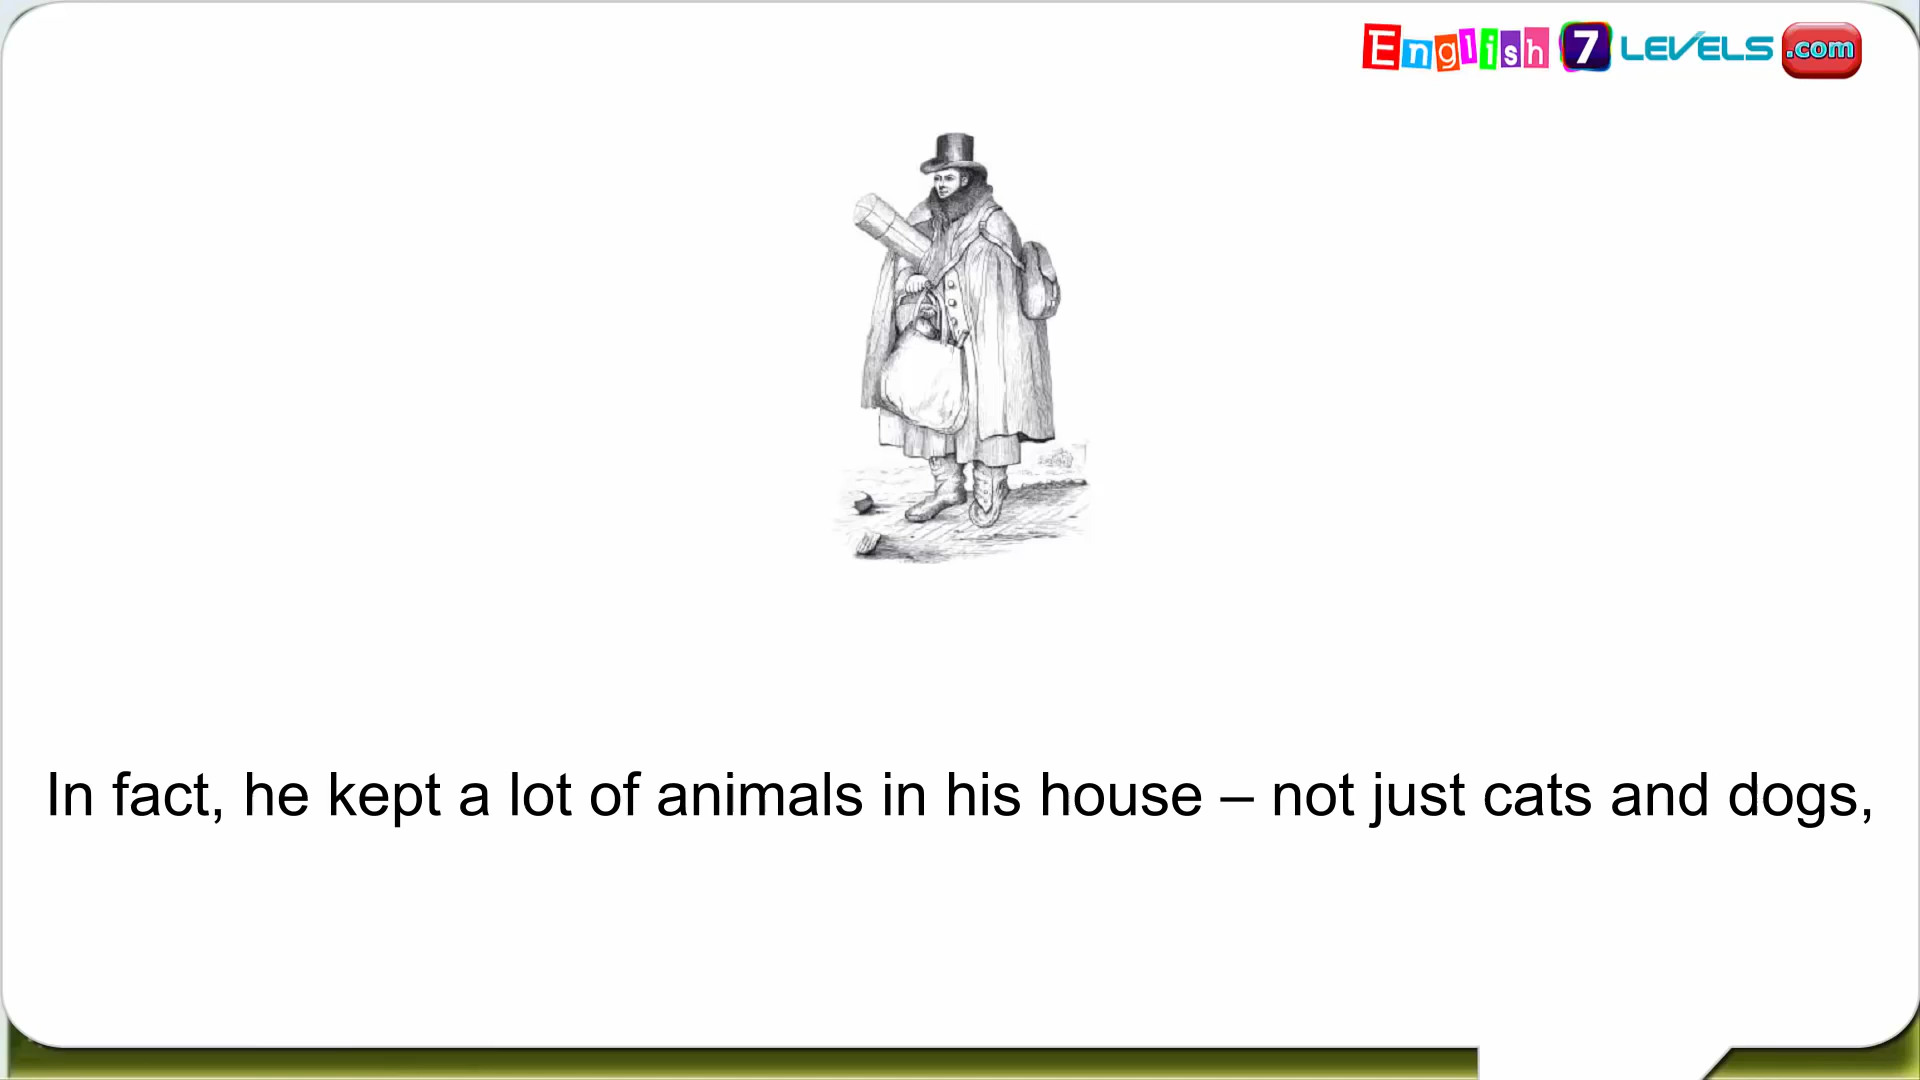 English 7 LEVELS .com
In fact, he kept a lot of animals in his house – not just cats and dogs,